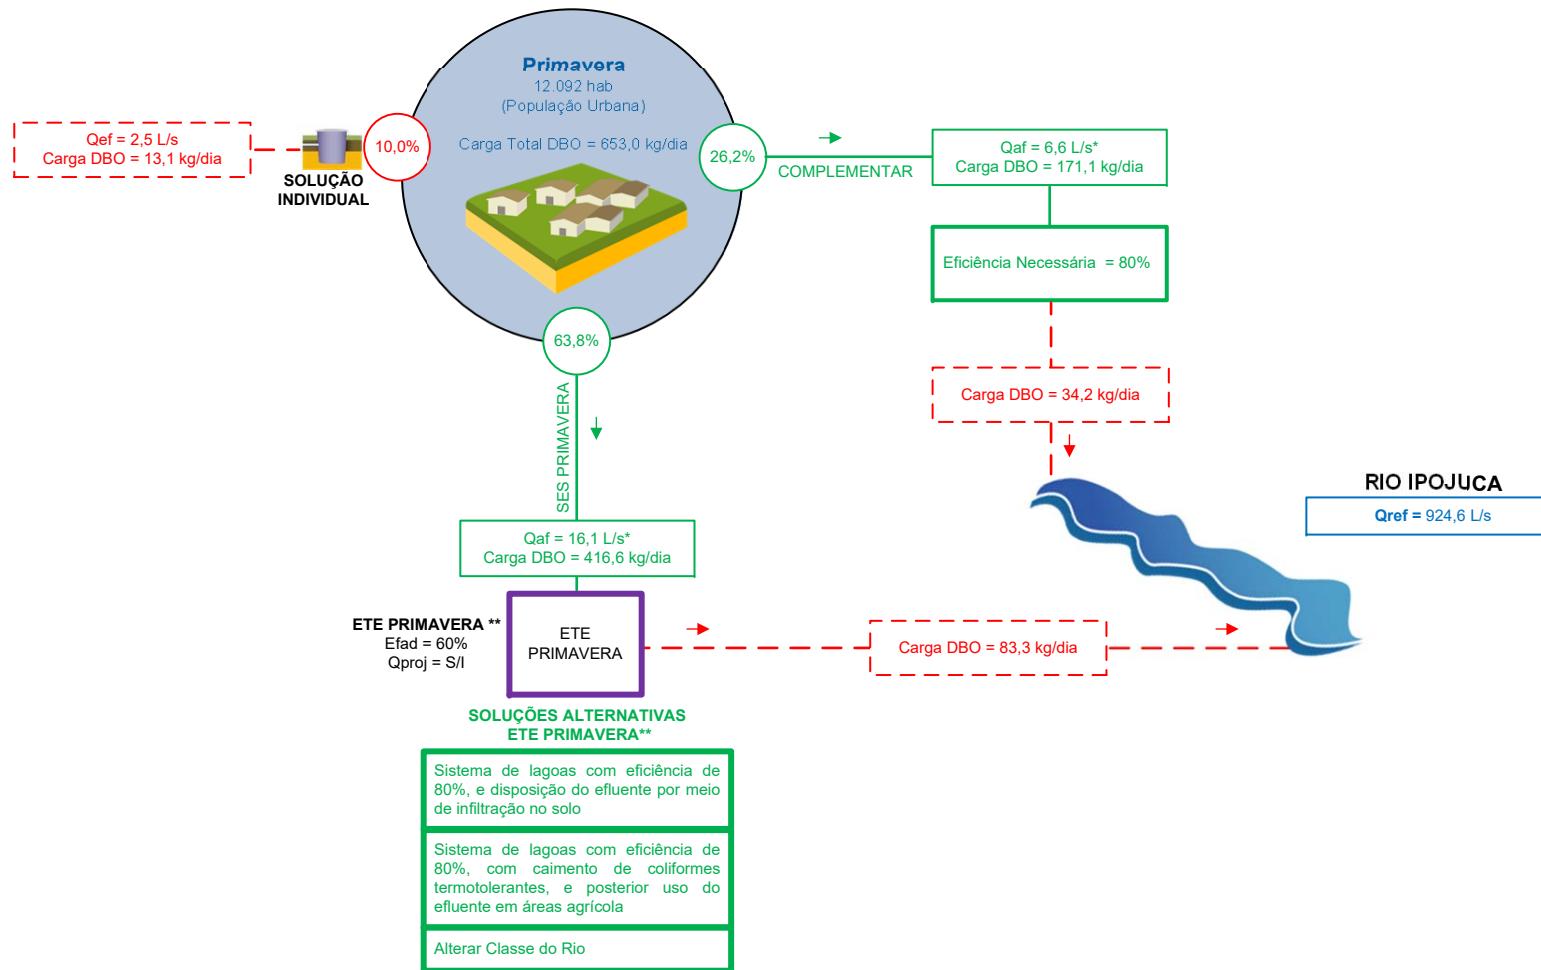 Primavera
12.092 hab
(População Urbana)
Carga Total DBO = 653,0 kg/dia
Qef = 2,5 L/s
Carga DBO = 13,1 kg/dia
10,0%
SOLUÇÃO
INDIVIDUAL
26,2%
COMPLEMENTAR
Qaf = 6,6 L/s*
Carga DBO = 171,1 kg/dia
Eficiência Necessária = 80%
63,8%
SES PRIMAVERA
Carga DBO = 34,2 kg/dia
RIO IPOJUCA
Qref = 924,6 L/s
Qaf = 16,1 L/s*
Carga DBO = 416,6 kg/dia
ETE PRIMAVERA **
Efad = 60%
Qproj = S/I
ETE
PRIMAVERA
Carga DBO = 83,3 kg/dia
SOLUÇÕES ALTERNATIVAS
ETE PRIMAVERA**
Sistema de lagoas com eficiência de
80%, e disposição do efluente por meio
de infiltração no solo
Sistema de lagoas com eficiência de
80%, com caimento de coliformes
termotolerantes, e posterior uso do
efluente em áreas agrícola
Alterar Classe do Rio